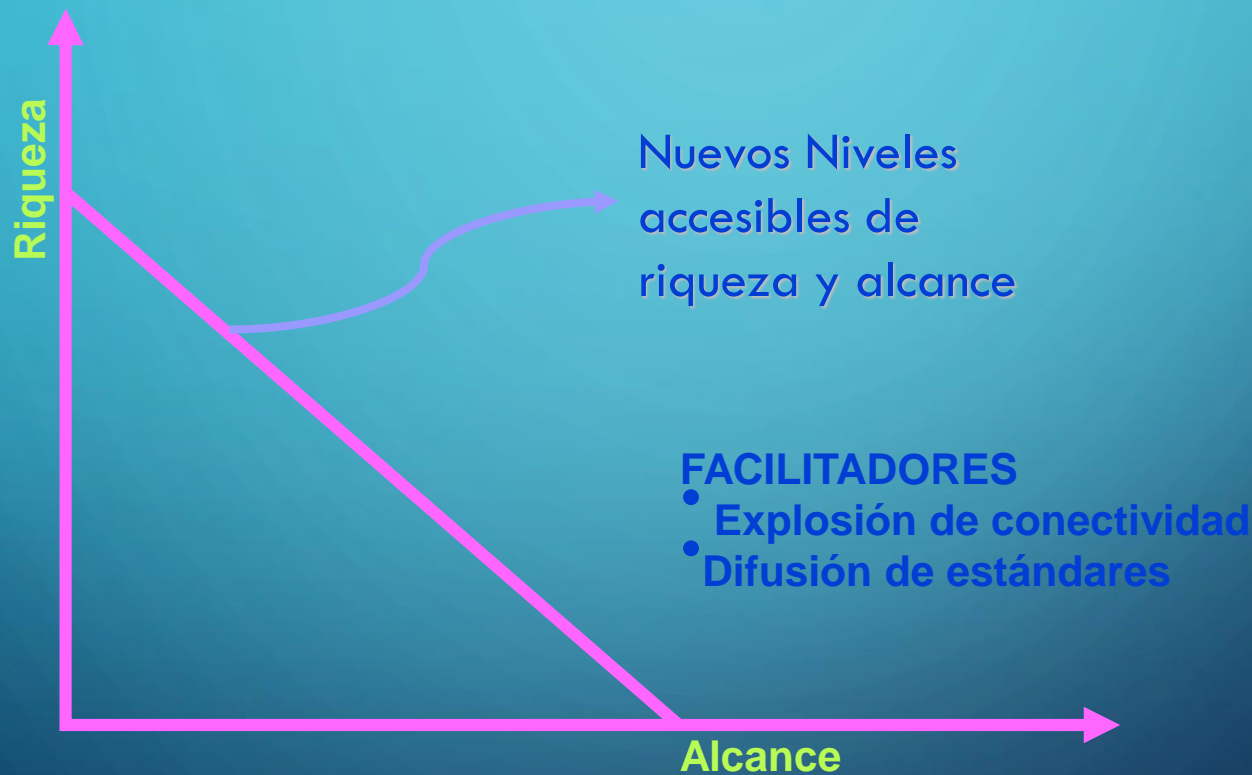 Riqueza
Nuevos Niveles
accesibles de
riqueza y alcance
FACILITADORES
• Explosión de conectividad
• Difusión de estándares
Alcance